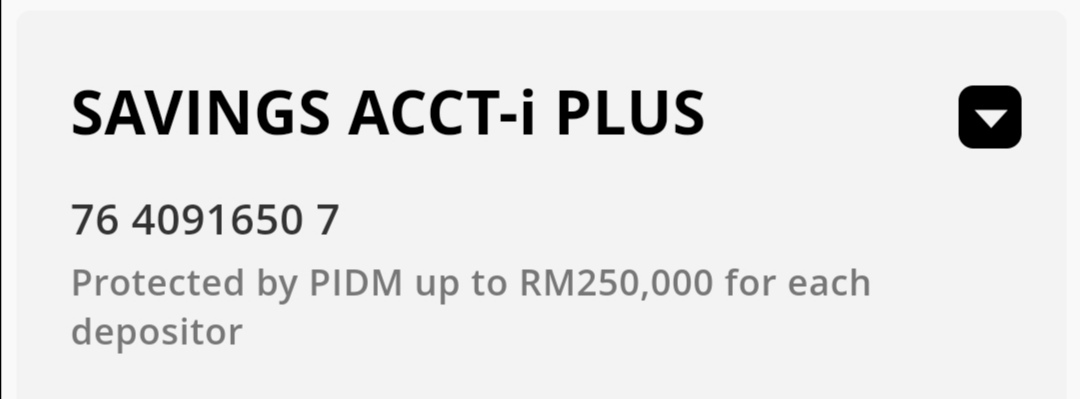 SAVINGS ACCT-i PLUS
76 4091650 7
Protected by PIDM up to RM250,000 for each
depositor